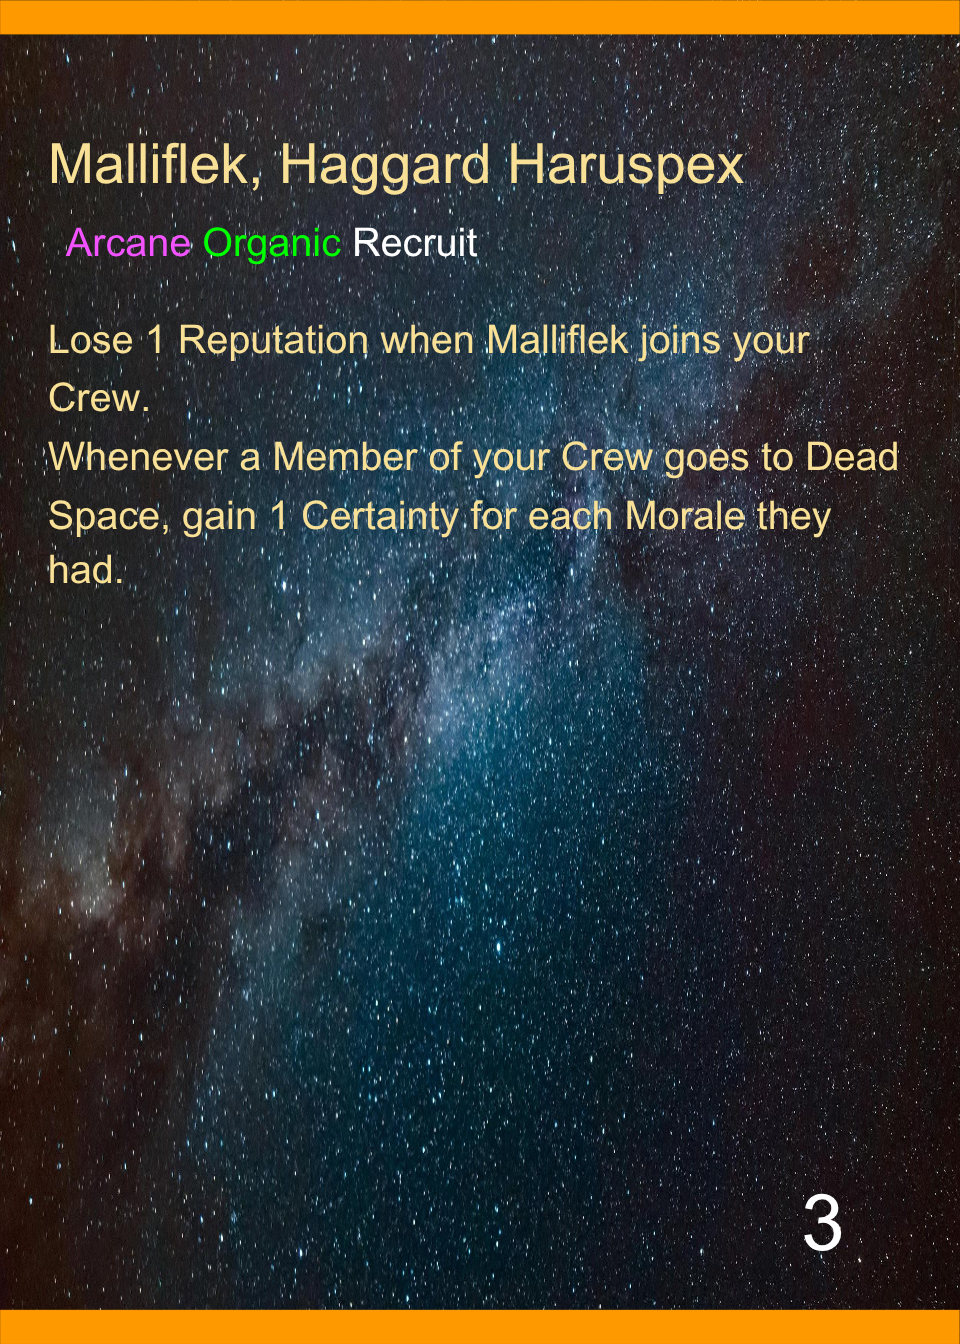 Malliflek, Haggard Haruspex
Arcane Organic Recruit
Lose 1 Reputation when Malliflek joins your
Crew.
Whenever a Member of your Crew goes to Dead
Space, gain 1 Certainty for each Morale they
had.
3